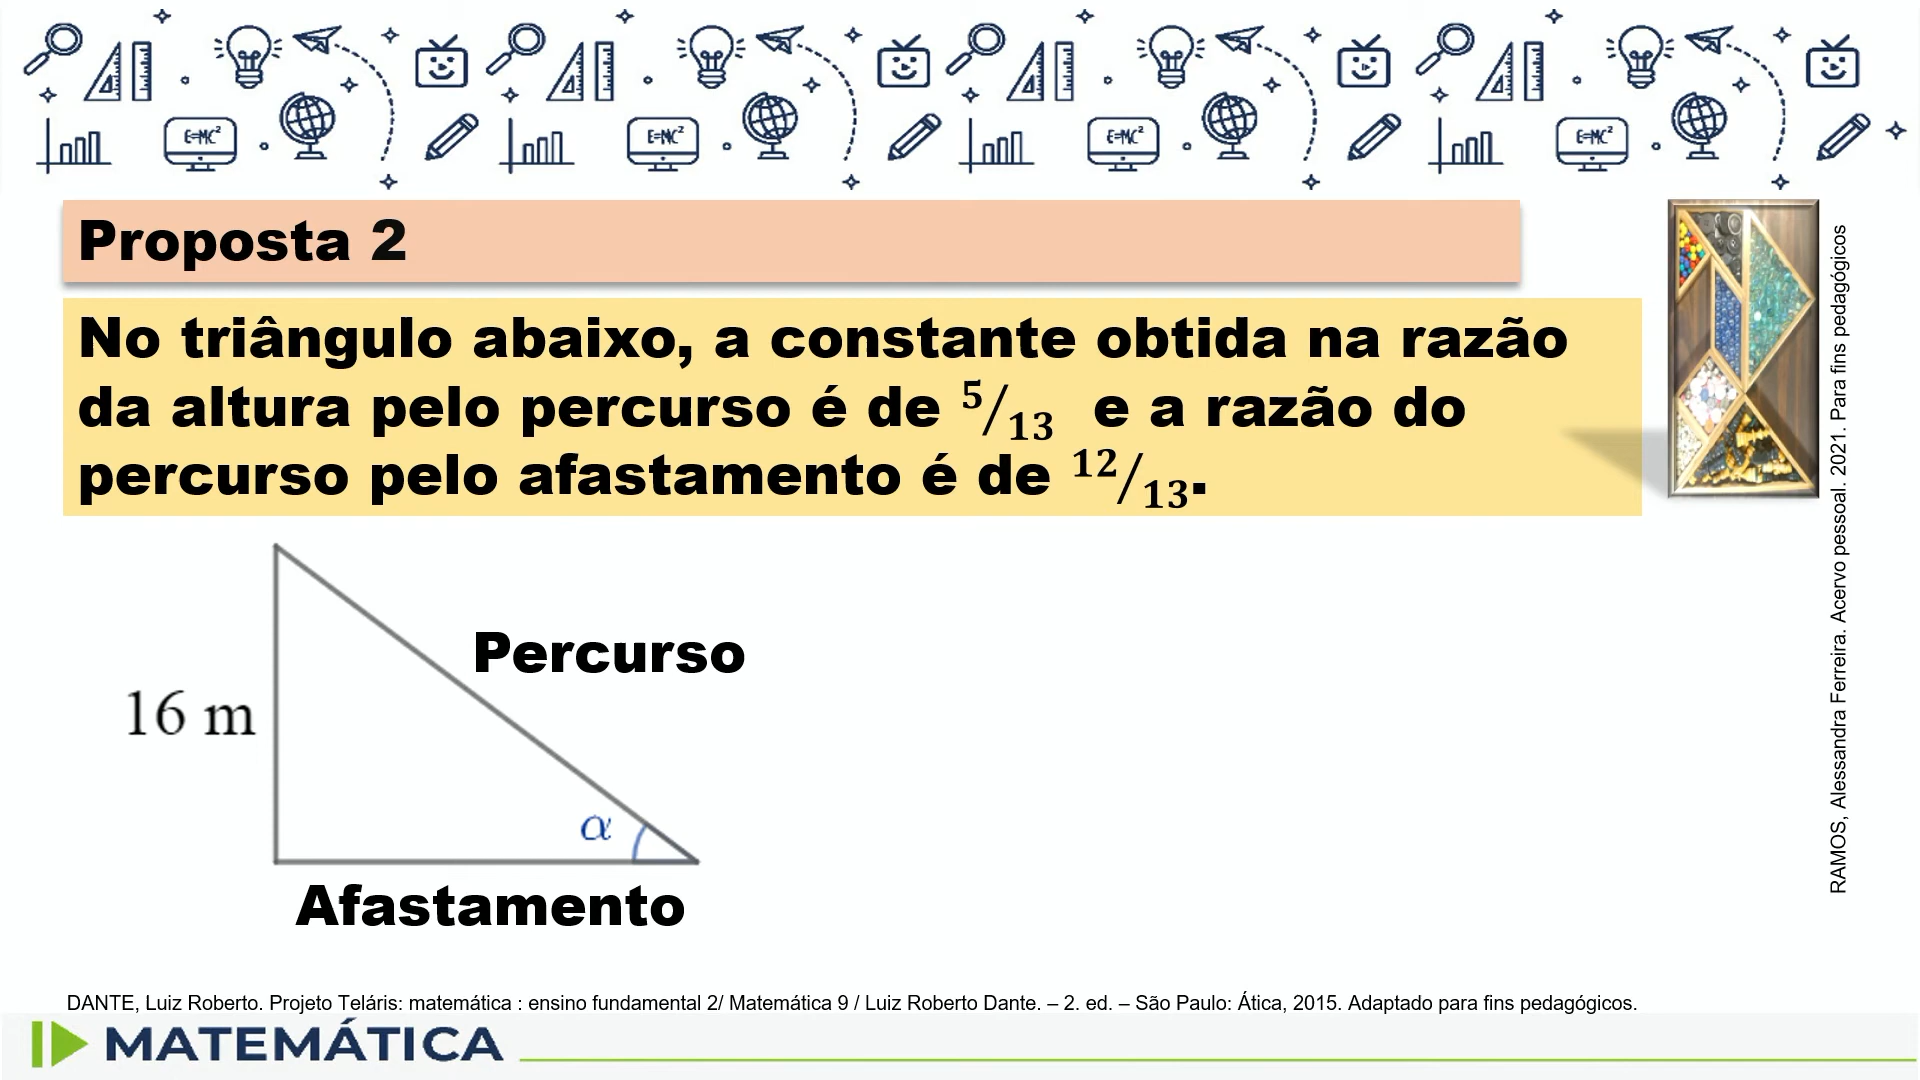 E=MC²
E=MC²
E=MC²
E=MC²
Proposta 2
No triângulo abaixo, a constante obtida na razão
da altura pelo percurso é de ⁵/₁₃ e a razão do
percurso pelo afastamento é de ¹²/₁₃.
Percurso
16 m
α
Afastamento
RAMOS, Alessandra Ferreira. Acervo pessoal. 2021. Para fins pedagógicos
DANTE, Luiz Roberto. Projeto Teláris: matemática : ensino fundamental 2/ Matemática 9 / Luiz Roberto Dante. – 2. ed. – São Paulo: Ática, 2015. Adaptado para fins pedagógicos.
MATEMÁTICA